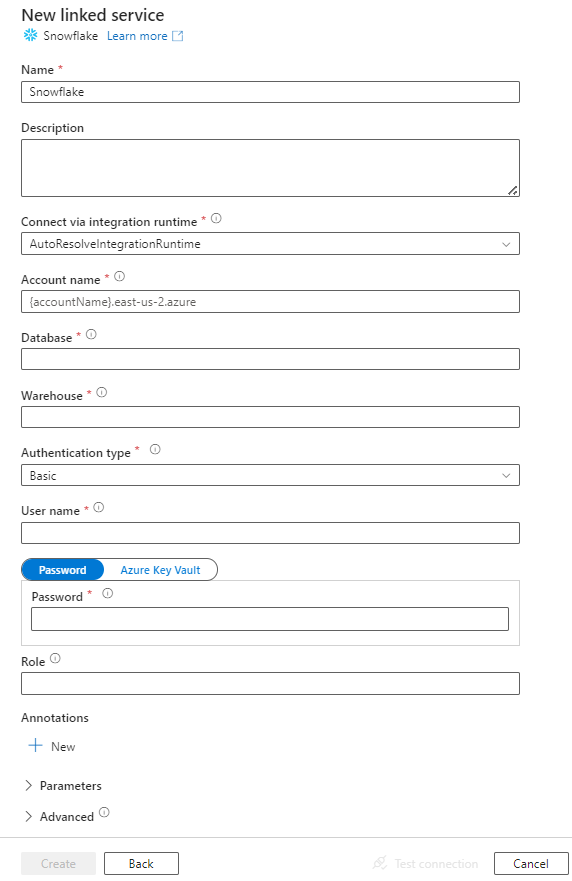 New linked service
Snowflake Learn more
Name *
Snowflake
Description
Connect via integration runtime *
AutoResolveIntegrationRuntime
Account name *
{accountName}.east-us-2.azure
Database *
Warehouse *
Authentication type *
Basic
User name *
Password Azure Key Vault
Password *
Role
Annotations
New
Parameters
Advanced
Create Back Test connection Cancel